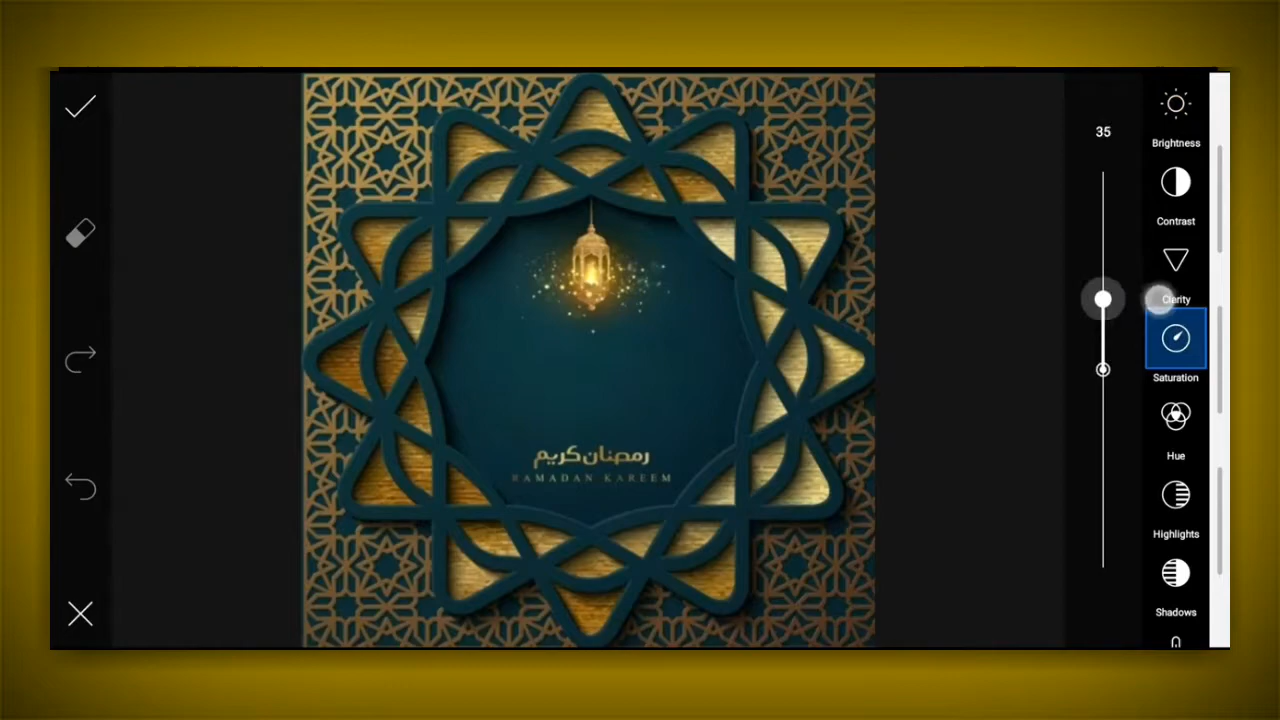 35
Brightness
Contrast
Clarity
Saturation
Hue
Highlights
Shadows
رمضان كريم
RAMADAN KAREEM